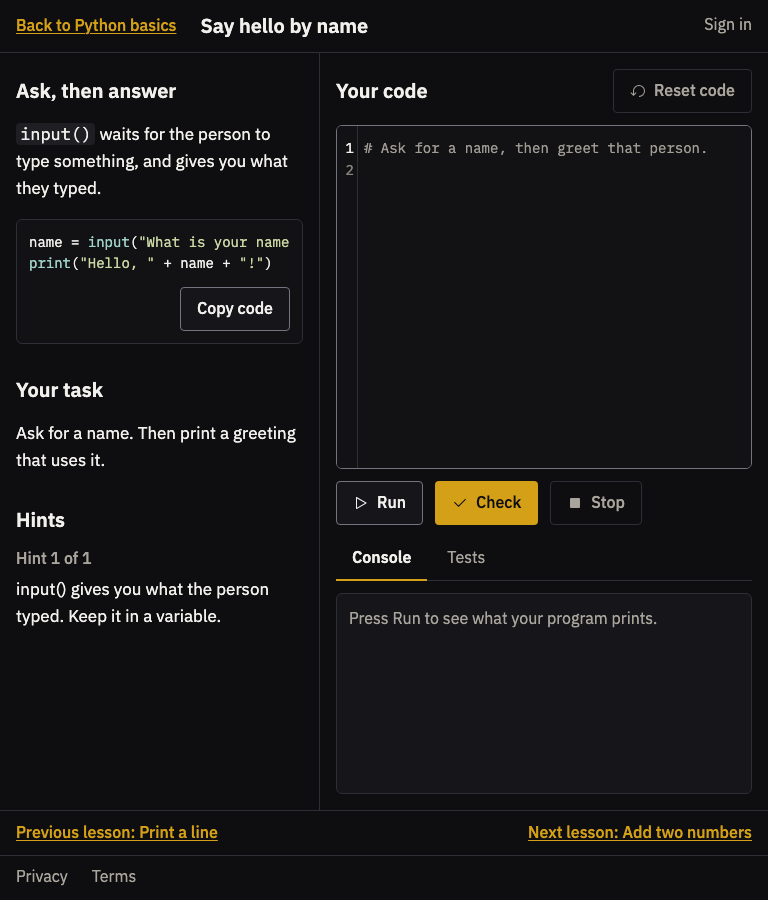 Back to Python basics
Say hello by name
Sign in
Ask, then answer
input() waits for the person to
type something, and gives you what
they typed.
name = input("What is your name
print("Hello, " + name + "!")
Copy code
Your task
Ask for a name. Then print a greeting
that uses it.
Hints
Hint 1 of 1
input() gives you what the person
typed. Keep it in a variable.
Your code
Reset code
1 # Ask for a name, then greet that person.
2
Run
Check
Stop
Console
Tests
Press Run to see what your program prints.
Previous lesson: Print a line
Next lesson: Add two numbers
Privacy
Terms